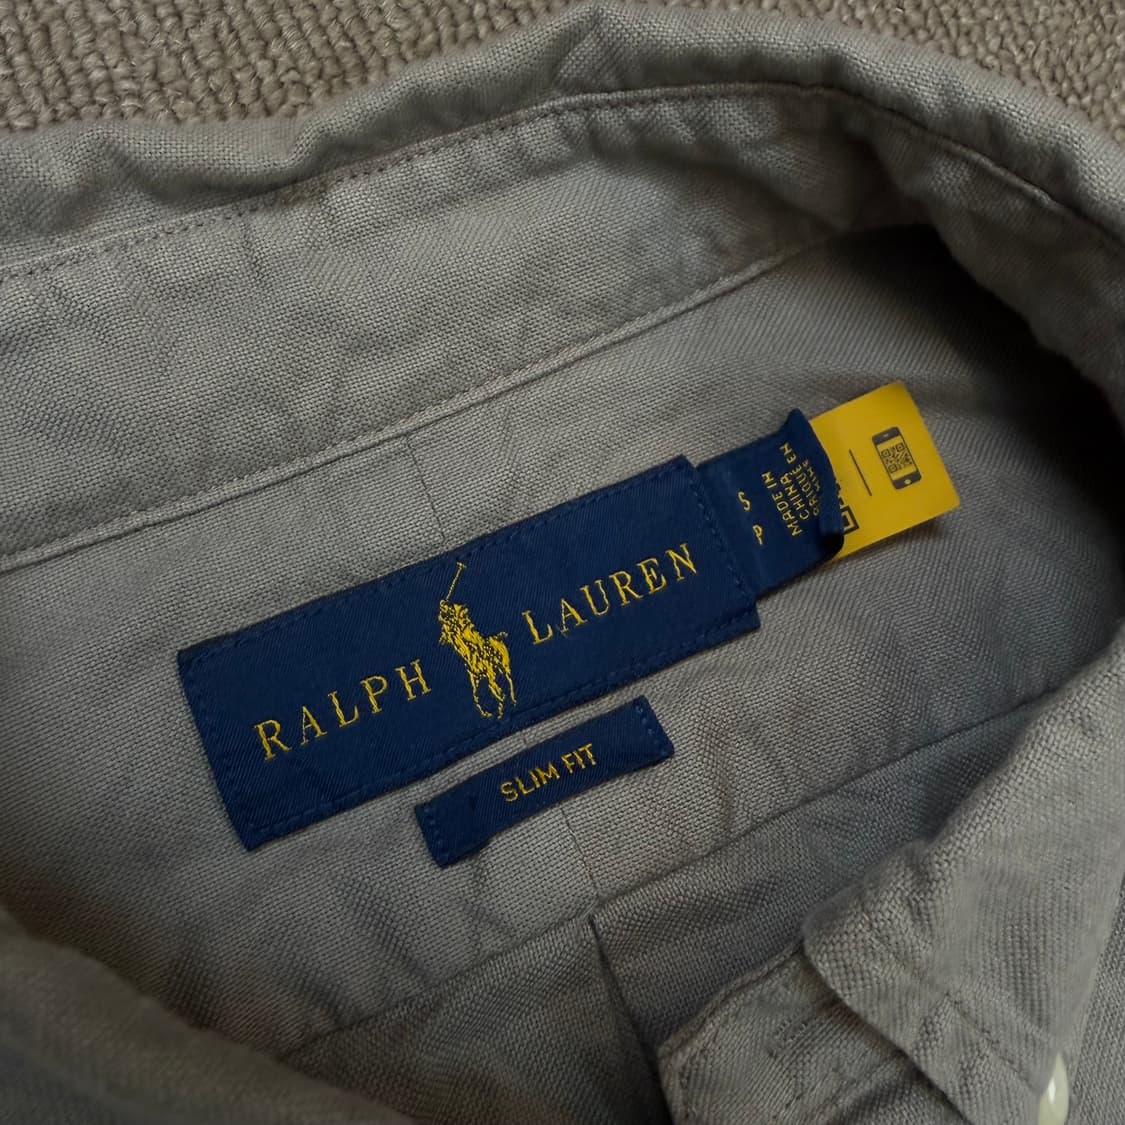 RALPH LAUREN
SLIM FIT
S
P
MADE IN
CHINA